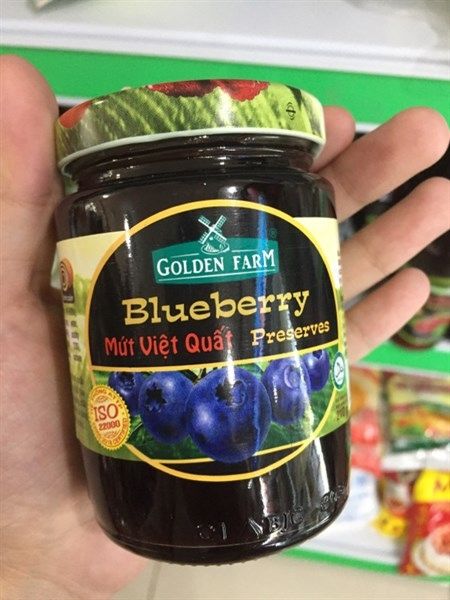 GOLDEN FARM
®
Blueberry
Mứt Việt Quất Preserves
ISO
22000